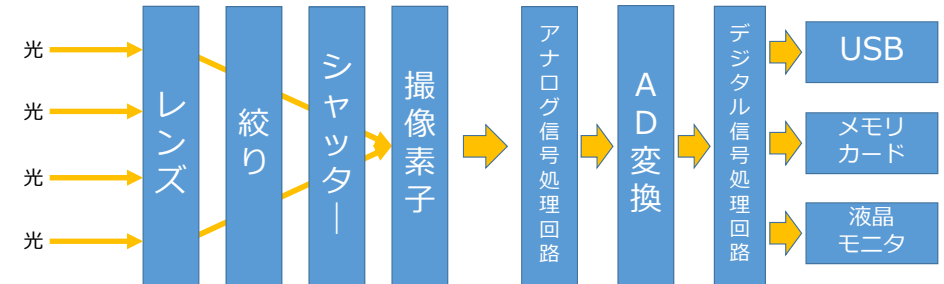 光
光
光
光
レンズ
絞り
シャッター
撮像素子
アナログ信号処理回路
AD変換
デジタル信号処理回路
USB
メモリ
カード
液晶
モニタ